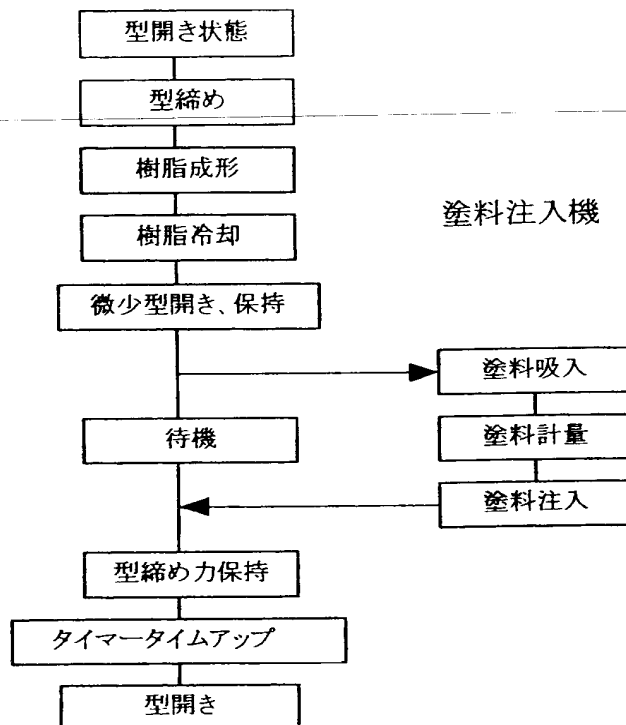 型開き状態
型締め
樹脂成形
樹脂冷却
塗料注入機
微少型開き、保持
塗料吸入
待機
塗料計量
塗料注入
型締め力保持
タイマータイムアップ
型開き